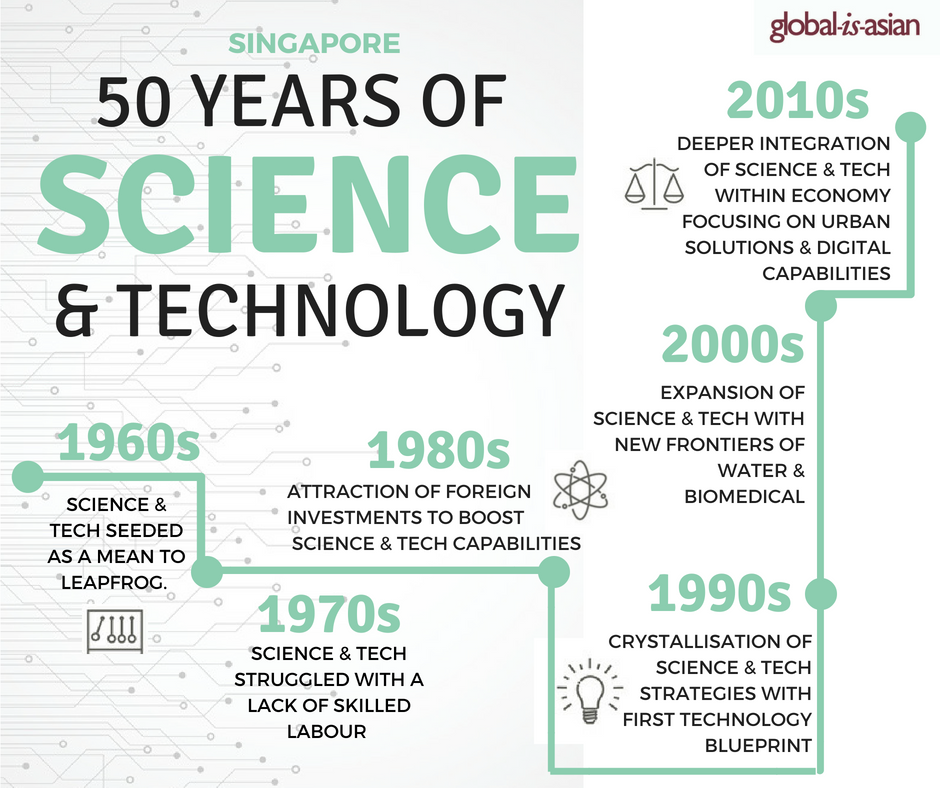 global-is-asian
SINGAPORE
50 YEARS OF
SCIENCE
& TECHNOLOGY
1960s
SCIENCE &
TECH SEEDED
AS A MEAN TO
LEAPFROG.
1970s
SCIENCE & TECH
STRUGGLED WITH A
LACK OF SKILLED
LABOUR
1980s
ATTRACTION OF FOREIGN
INVESTMENTS TO BOOST
SCIENCE & TECH CAPABILITIES
1990s
CRYSTALLISATION OF
SCIENCE & TECH
STRATEGIES WITH
FIRST TECHNOLOGY
BLUEPRINT
2000s
EXPANSION OF
SCIENCE & TECH WITH
NEW FRONTIERS OF
WATER &
BIOMEDICAL
2010s
DEEPER INTEGRATION
OF SCIENCE & TECH
WITHIN ECONOMY
FOCUSING ON URBAN
SOLUTIONS & DIGITAL
CAPABILITIES